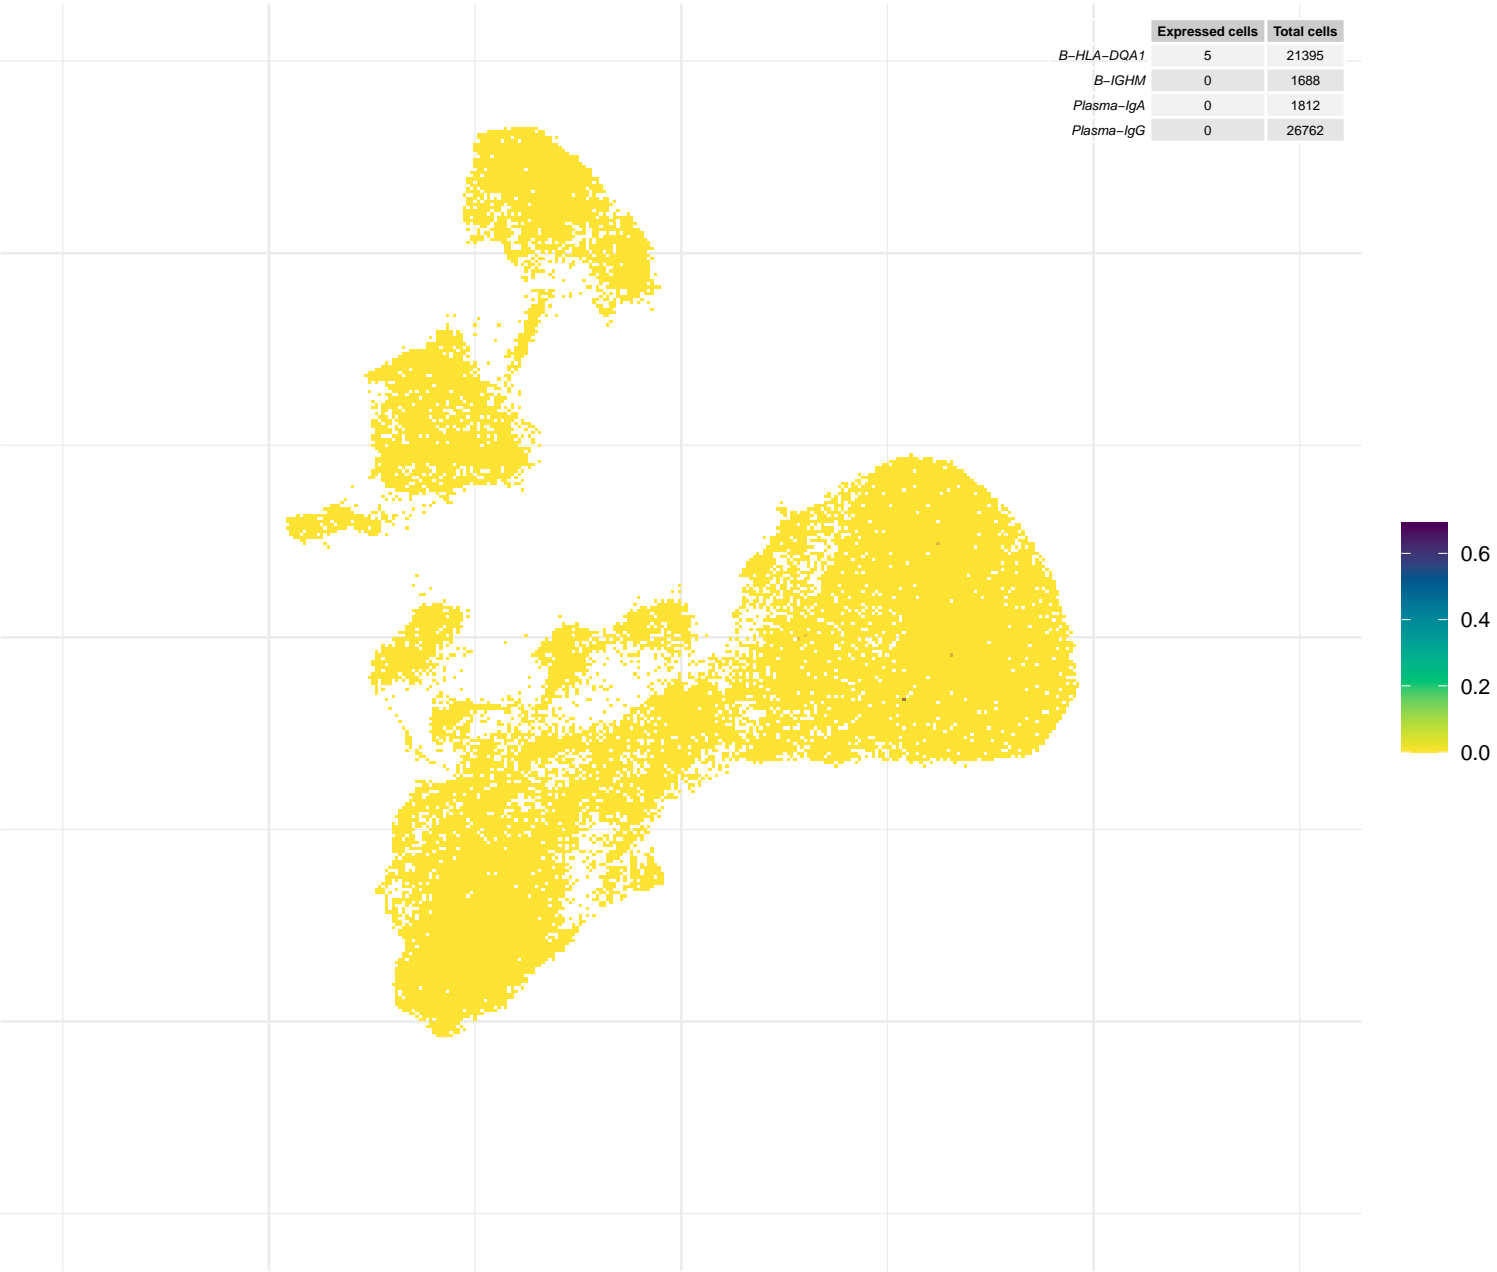 Expressed cells Total cells
B−HLA−DQA1 5 21395
B−IGHM 0 1688
Plasma−IgA 0 1812
Plasma−IgG 0 26762
0.6
0.4
0.2
0.0